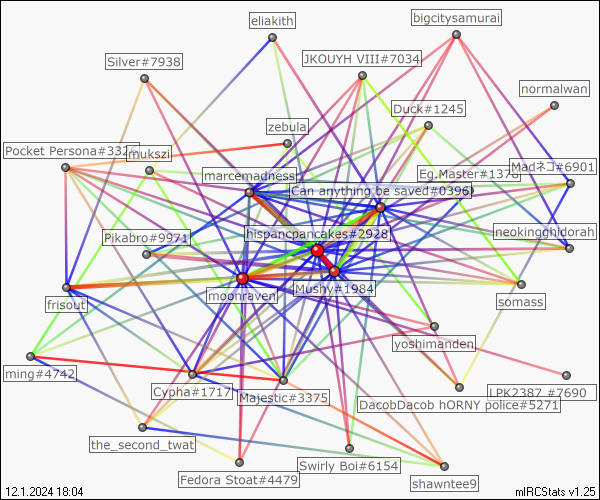 bigcitysamurai
eliakith
Silver#7938
JKOUYH VIII#7034
normalwan
Duck#1245
zebula
Pocket Persona#332
mukszi
Madネコ#6901
marcemadness
Eg.Master#1378
Can anything be saved#0396
hispancpancakes#2928
neokingghidorah
Pikabro#9971
Mushy#1984
moonraven
frisout
somass
yoshimanden
ming#4742
Cypha#1717
Majestic#3375
LPK2387 #7690
DacobDacob hORNY police#5271
the_second_twat
Swirly Boi#6154
Fedora Stoat#4479
shawntee9
12.1.2024 18:04
mIRCStats v1.25